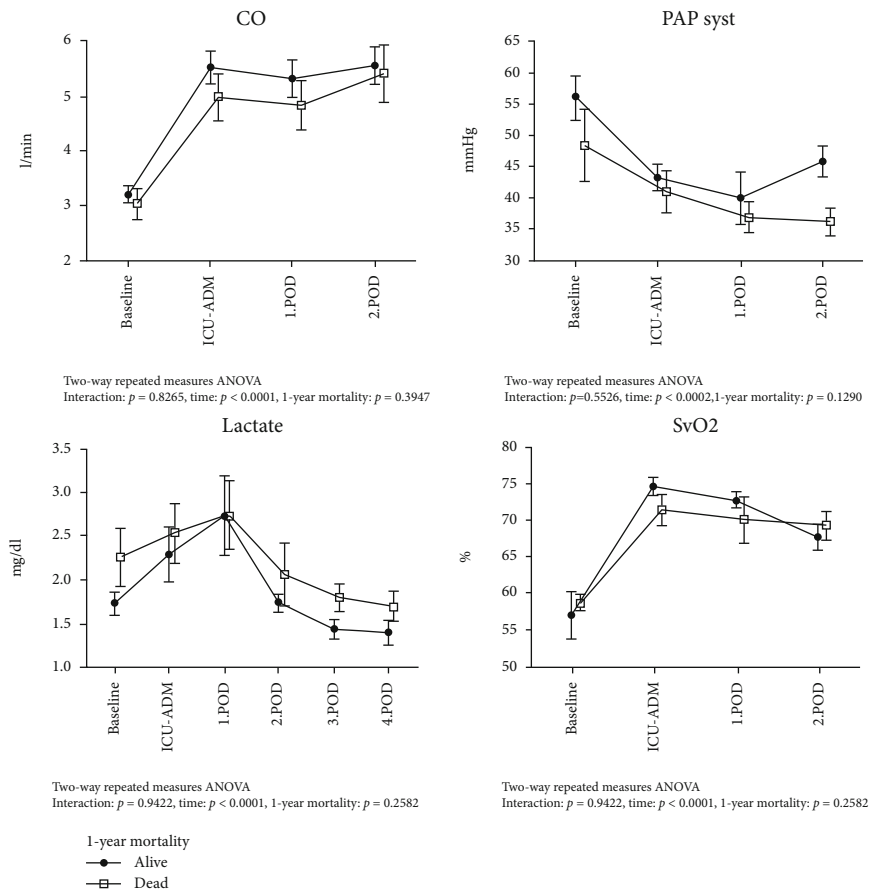 CO
6
5
4
3
2
l/min
Baseline
ICU-ADM
1.POD
2.POD
Two-way repeated measures ANOVA
Interaction: p = 0.8265, time: p < 0.0001, 1-year mortality: p = 0.3947
PAP syst
65
60
55
50
45
40
35
30
mmHg
Baseline
ICU-ADM
1.POD
2.POD
Two-way repeated measures ANOVA
Interaction: p=0.5526, time: p < 0.0002,1-year mortality: p = 0.1290
Lactate
3.5
3.0
2.5
2.0
1.5
1.0
mg/dl
Baseline
ICU-ADM
1.POD
2.POD
3.POD
4.POD
Two-way repeated measures ANOVA
Interaction: p = 0.9422, time: p < 0.0001, 1-year mortality: p = 0.2582
SvO2
80
75
70
65
60
55
50
%
Baseline
ICU-ADM
1.POD
2.POD
Two-way repeated measures ANOVA
Interaction: p = 0.9422, time: p < 0.0001, 1-year mortality: p = 0.2582
1-year mortality
Alive
Dead